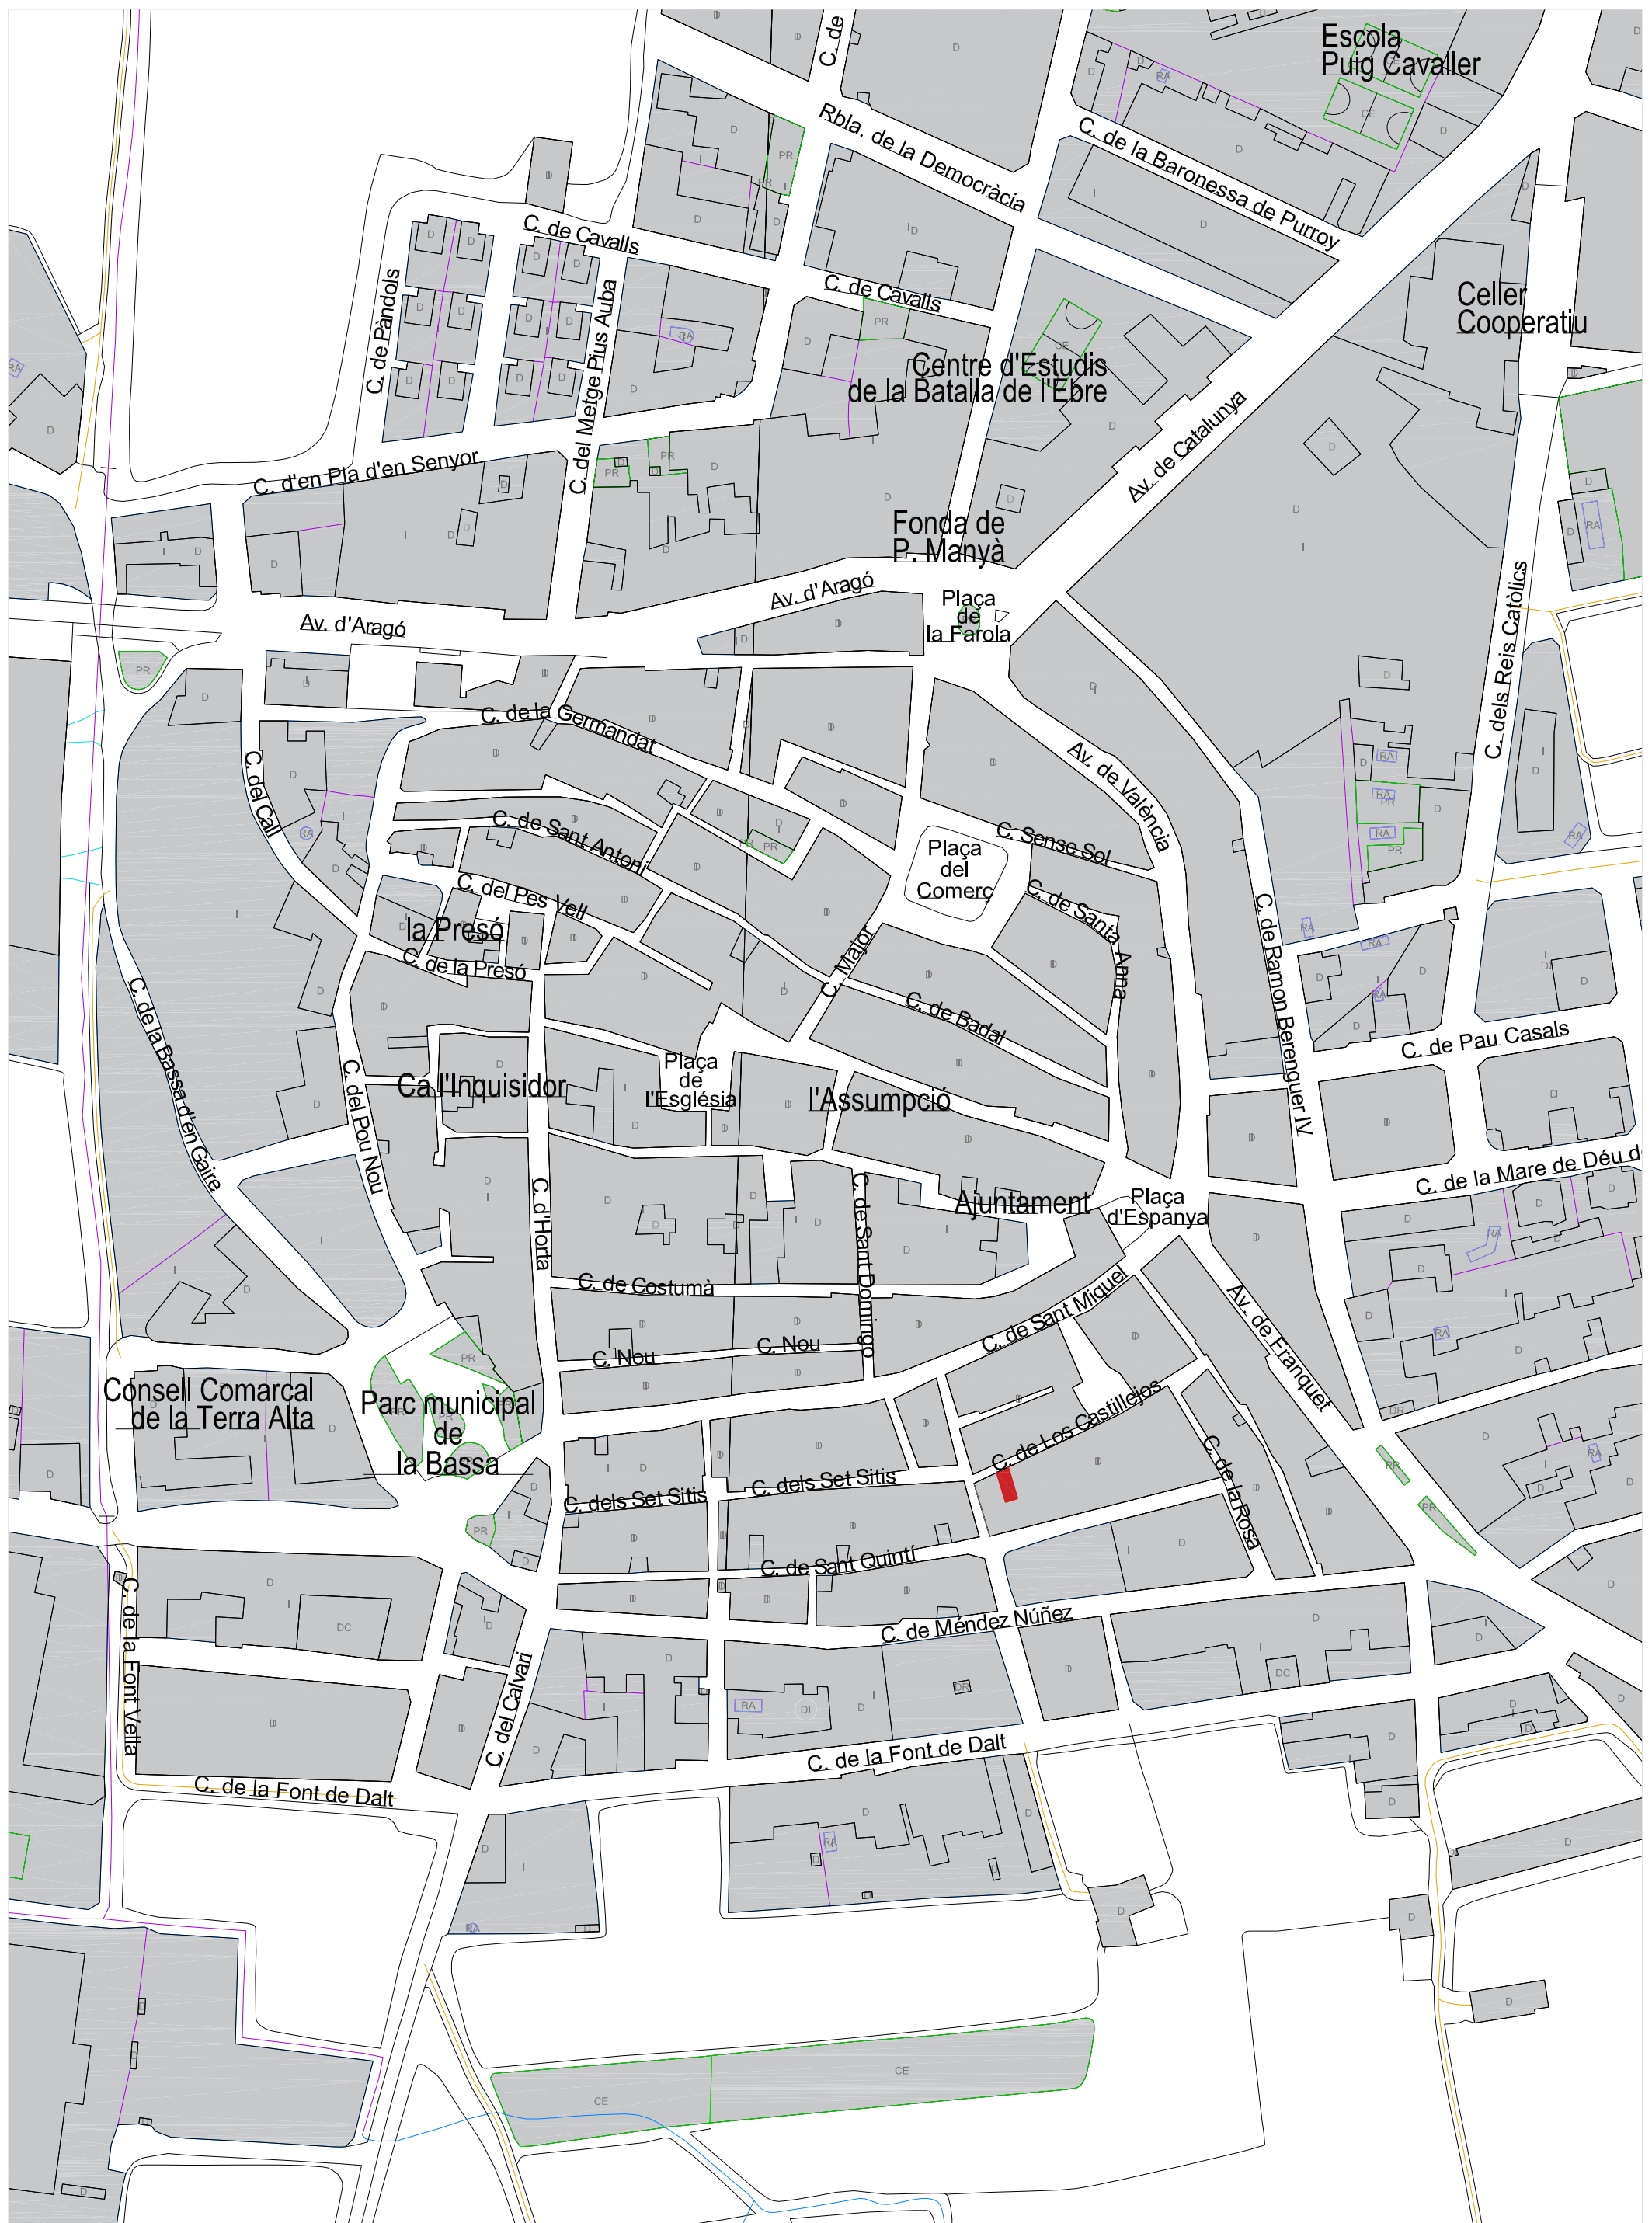 Escola
Puig Cavaller
C. de
Rbla. de la Democràcia
C. de la Baronessa de Purroy
C. de Cavalls
C. de Cavalls
C. de Pàndols
C. del Metge Pius Auba
Celler
Cooperatiu
Centre d'Estudis
de la Batalla de l'Ebre
Av. de Catalunya
C. d'en Pla d'en Senyor
Fonda de
P. Manyà
Av. d'Aragó
Av. d'Aragó
Plaça
de
la Farola
C. dels Reis Catòlics
C. de la Germandat
Av. de València
C. del Call
C. de Sant Antoni
C. Sense Sol
Plaça
del
Comerç
C. del Pes Vell
C. de Santa Anna
la Presó
C. de la Presó
C. Major
C. de Ramon Berenguer IV
C. de Badal
C. de la Bassa d'en Gaire
C. de Pau Casals
Ca l'Inquisidor
Plaça
de
l'Església
l'Assumpció
C. del Pou Nou
C. de la Mare de Déu d
C. d'Horta
C. de Sant Domingo
Ajuntament
Plaça
d'Espanya
C. de Costumà
C. de Sant Miquel
Av. de Franquet
C. Nou
C. Nou
Consell Comarcal
de la Terra Alta
Parc municipal
de
la Bassa
C. de Los Castillejos
C. de la Rosa
C. dels Set Sitis
C. dels Set Sitis
C. de Sant Quintí
C. de la Font Vella
C. de Méndez Núñez
C. del Calvari
C. de la Font de Dalt
C. de la Font de Dalt
CE
CE